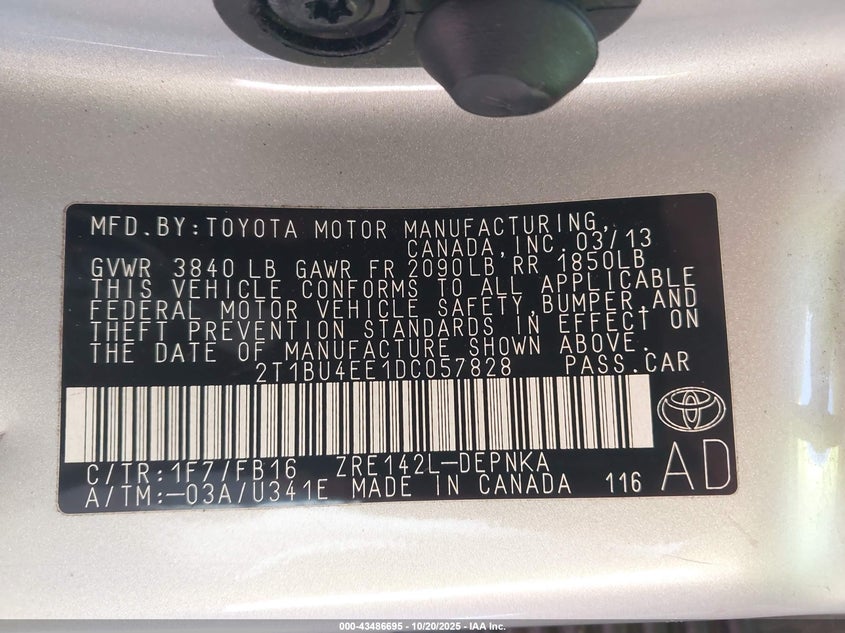 MFD.BY:TOYOTA MOTOR MANUFACTURING,
CANADA,INC. 03/13
GVWR 3840 LB GAWR FR 2090LB RR 1850LB
THIS VEHICLE CONFORMS TO ALL APPLICABLE
FEDERAL MOTOR VEHICLE SAFETY,BUMPER,AND
THEFT PREVENTION STANDARDS IN EFFECT ON
THE DATE OF MANUFACTURE SHOWN ABOVE.
2T1BU4EE1DC057828 PASS.CAR
C/TR:1F7/FB16 ZRE142L-DEPNKA
A/TM:-03A/U341E MADE IN CANADA 116
AD
000-43486695 - 10/20/2025 - IAA Inc.